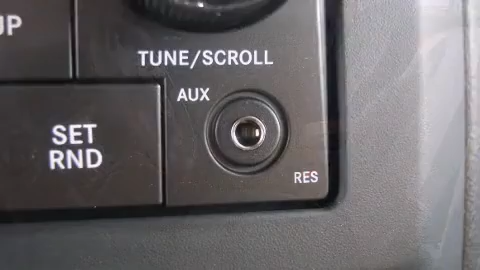 UP
TUNE/SCROLL
AUX
SET
RND
RES